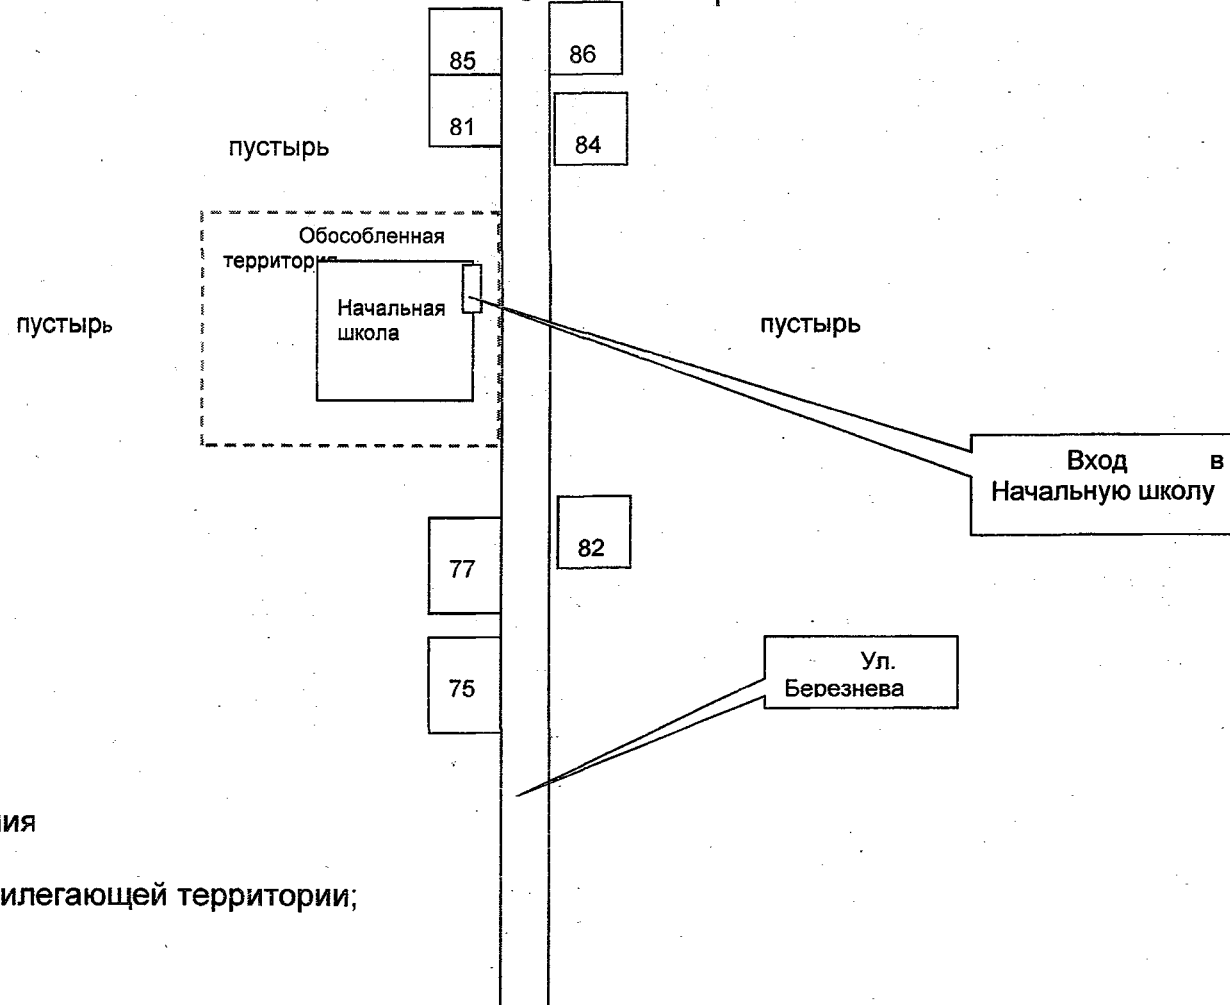 85
86
81
84
пустырь
Обособленная
территория
Начальная
школа
пустырь
пустырь
Вход в
Начальную школу
82
77
Ул.
Березнева
75
ия
илегающей территории;